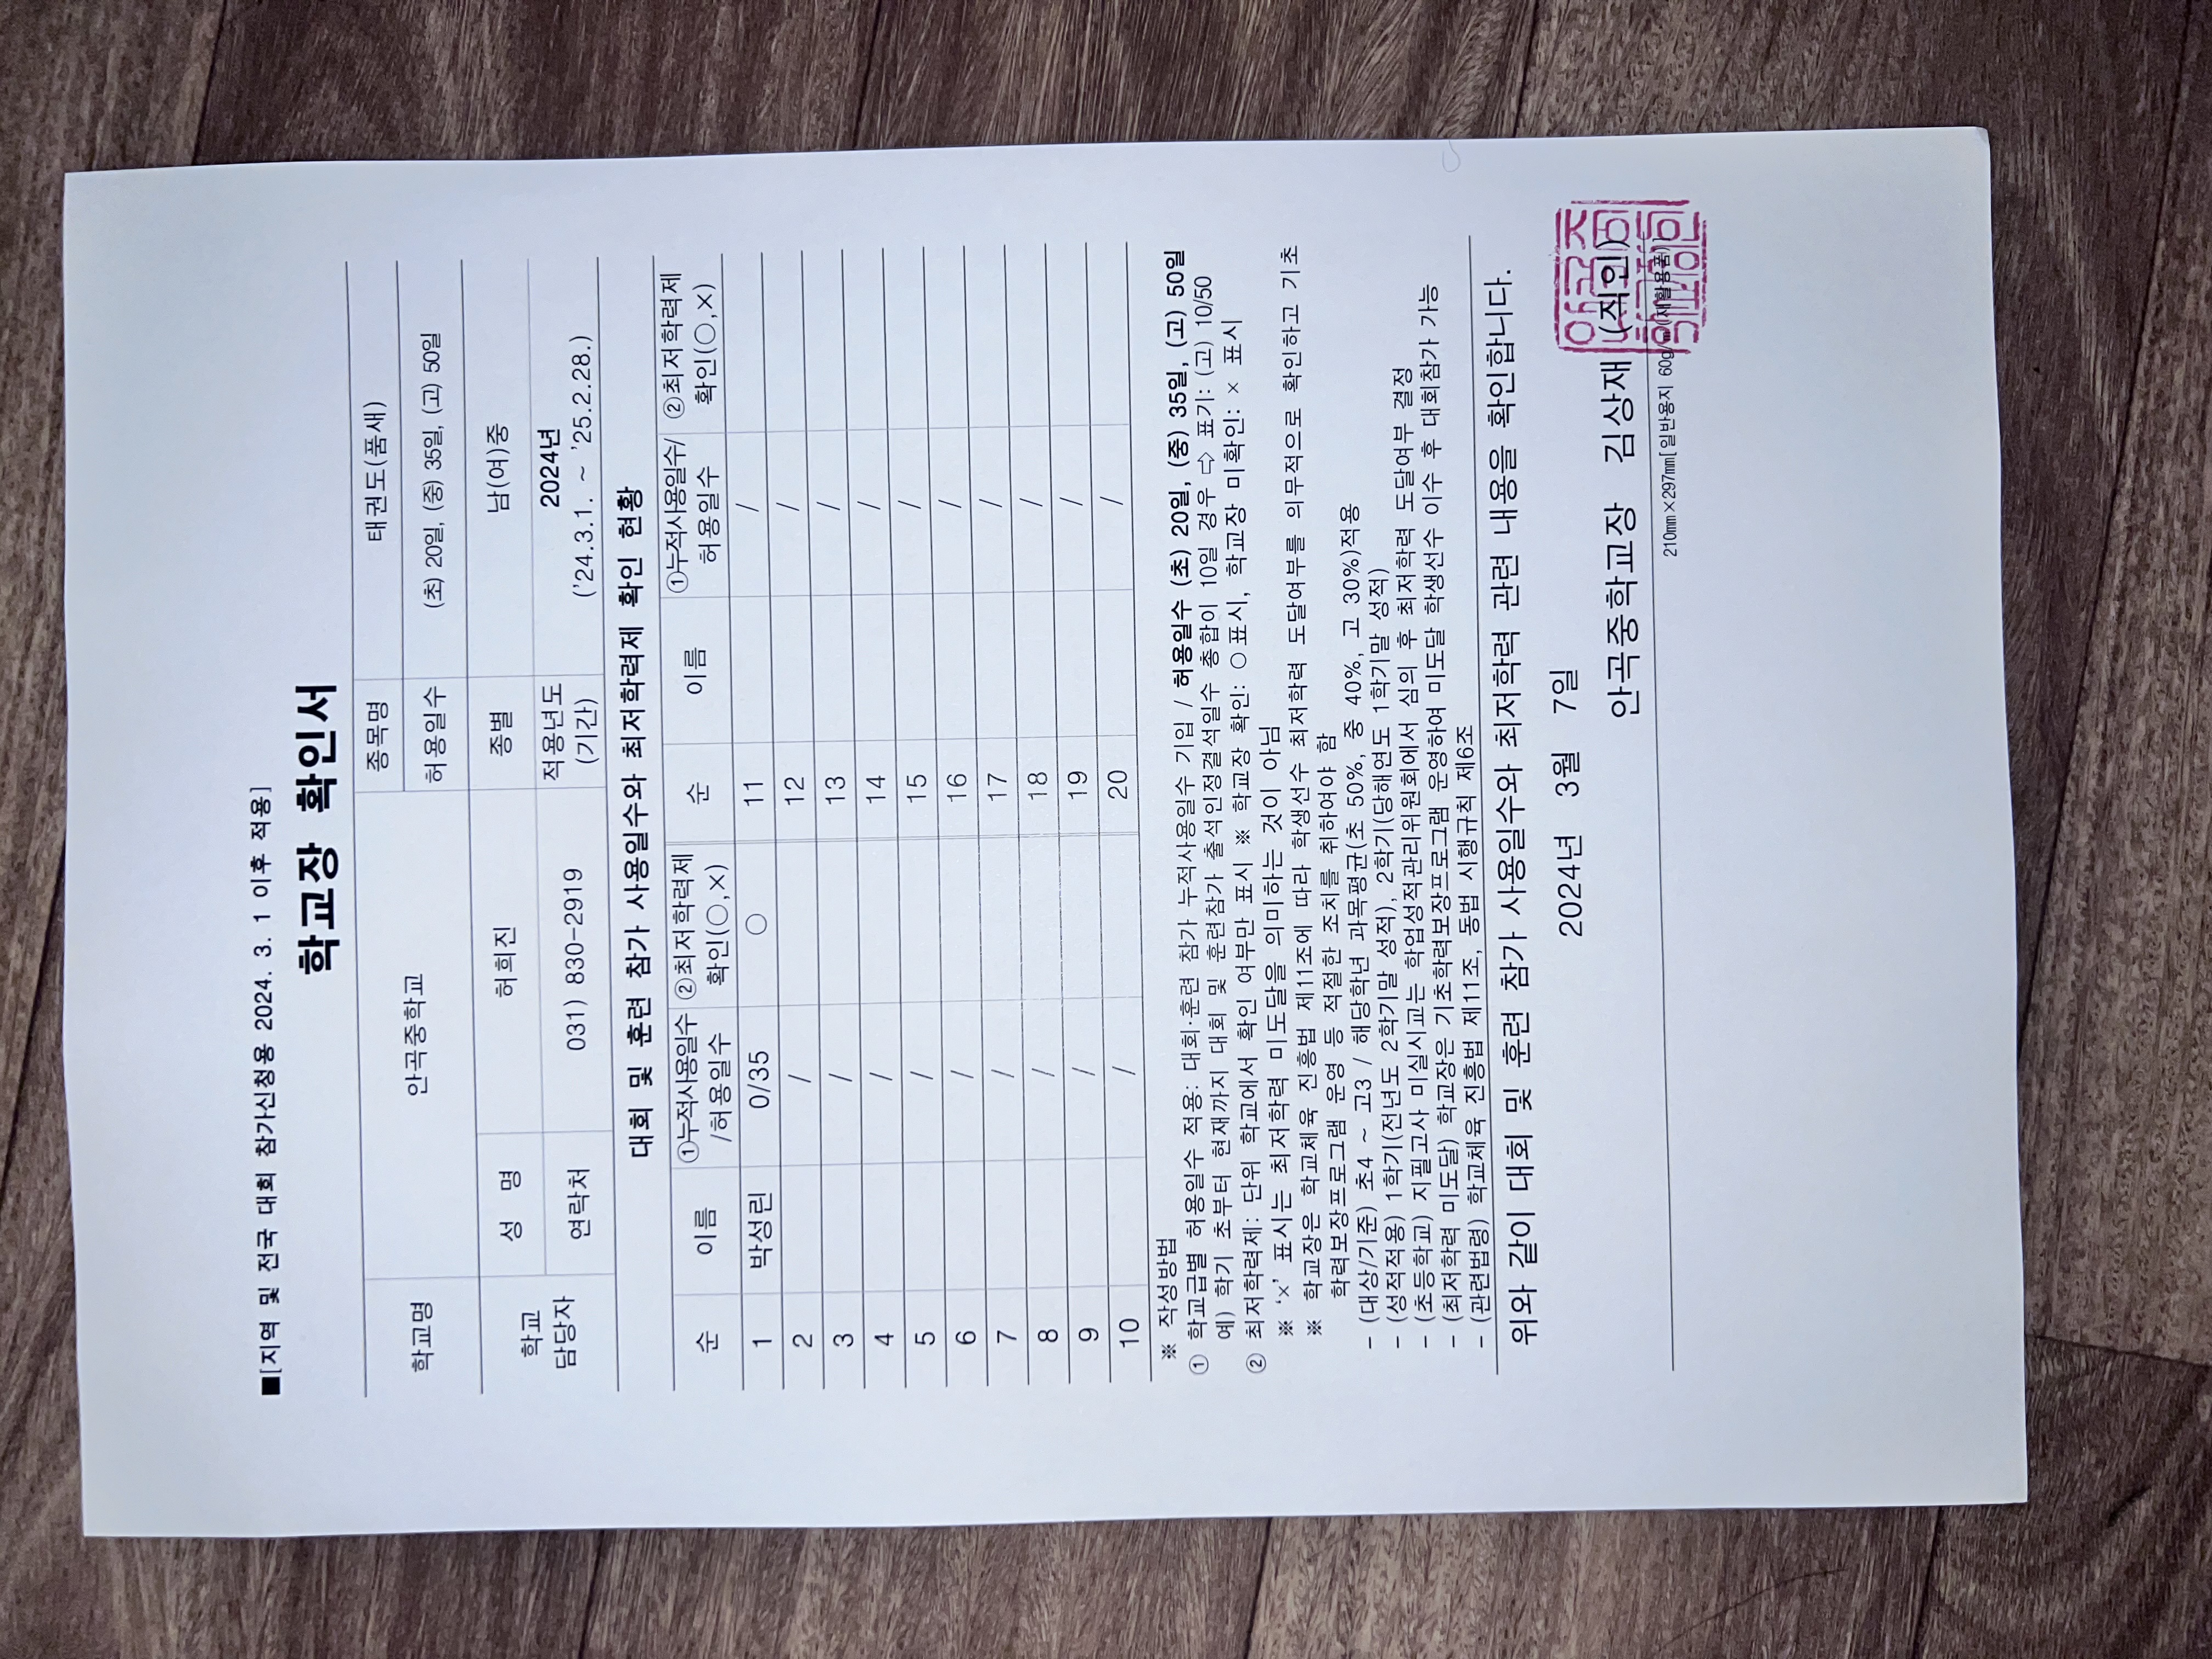 ■[지역 및 전국 대회 참가신청용 2024. 3. 1 이후 적용]
학교장 확인서
학교명 안곡중학교 종목명 태권도(품새)
허용일수 (초) 20일, (중) 35일, (고) 50일
학교 담당자 성 명 허희진 종별 남(여)중
연락처 031) 830-2919 적용년도 (기간) 2024년
('24.3.1. ~ '25.2.28.)
대회 및 훈련 참가 사용일수와 최저학력제 확인 현황
순 이름 ①누적사용일수 /허용일수 ②최저학력제 확인(○,×) 순 이름 ①누적사용일수/ 허용일수 ②최저학력제 확인(○,×)
1 박성린 0/35 ○ 11 /
2 / 12 /
3 / 13 /
4 / 14 /
5 / 15 /
6 / 16 /
7 / 17 /
8 / 18 /
9 / 19 /
10 / 20 /
※ 작성방법
① 학교급별 허용일수 적용: 대회·훈련 참가 누적사용일수 기입 / 허용일수 (초) 20일, (중) 35일, (고) 50일
예) 학기 초부터 현재까지 대회 및 훈련참가 출석인정결석일수 총합이 10일 경우 ⇨ 표기: (고) 10/50
② 최저학력제: 단위 학교에서 확인 여부만 표시 ※ 학교장 확인: ○표시, 학교장 미확인: × 표시
※ '×' 표시는 최저학력 미도달을 의미하는 것이 아님
※ 학교장은 학교체육 진흥법 제11조에 따라 학생선수 최저학력 도달여부를 의무적으로 확인하고 기초
학력보장프로그램 운영 등 적절한 조치를 취하여야 함
- (대상/기준) 초4 ~ 고3 / 해당학년 과목평균(초 50%, 중 40%, 고 30%)적용
- (성적적용) 1학기(전년도 2학기말 성적), 2학기(당해연도 1학기말 성적)
- (초등학교) 지필고사 미실시교는 학업성적관리위원회에서 심의 후 최저학력 도달여부 결정
- (최저학력 미도달) 학교장은 기초학력보장프로그램 운영하여 미도달 학생선수 이수 후 대회참가 가능
- (관련법령) 학교체육 진흥법 제11조, 동법 시행규칙 제6조
위와 같이 대회 및 훈련 참가 사용일수와 최저학력 관련 내용을 확인합니다.
2024년 3월 7일
안곡중학교장 김상재 (직인)
210㎜×297㎜[일반용지 60g/㎡(재활용품)]